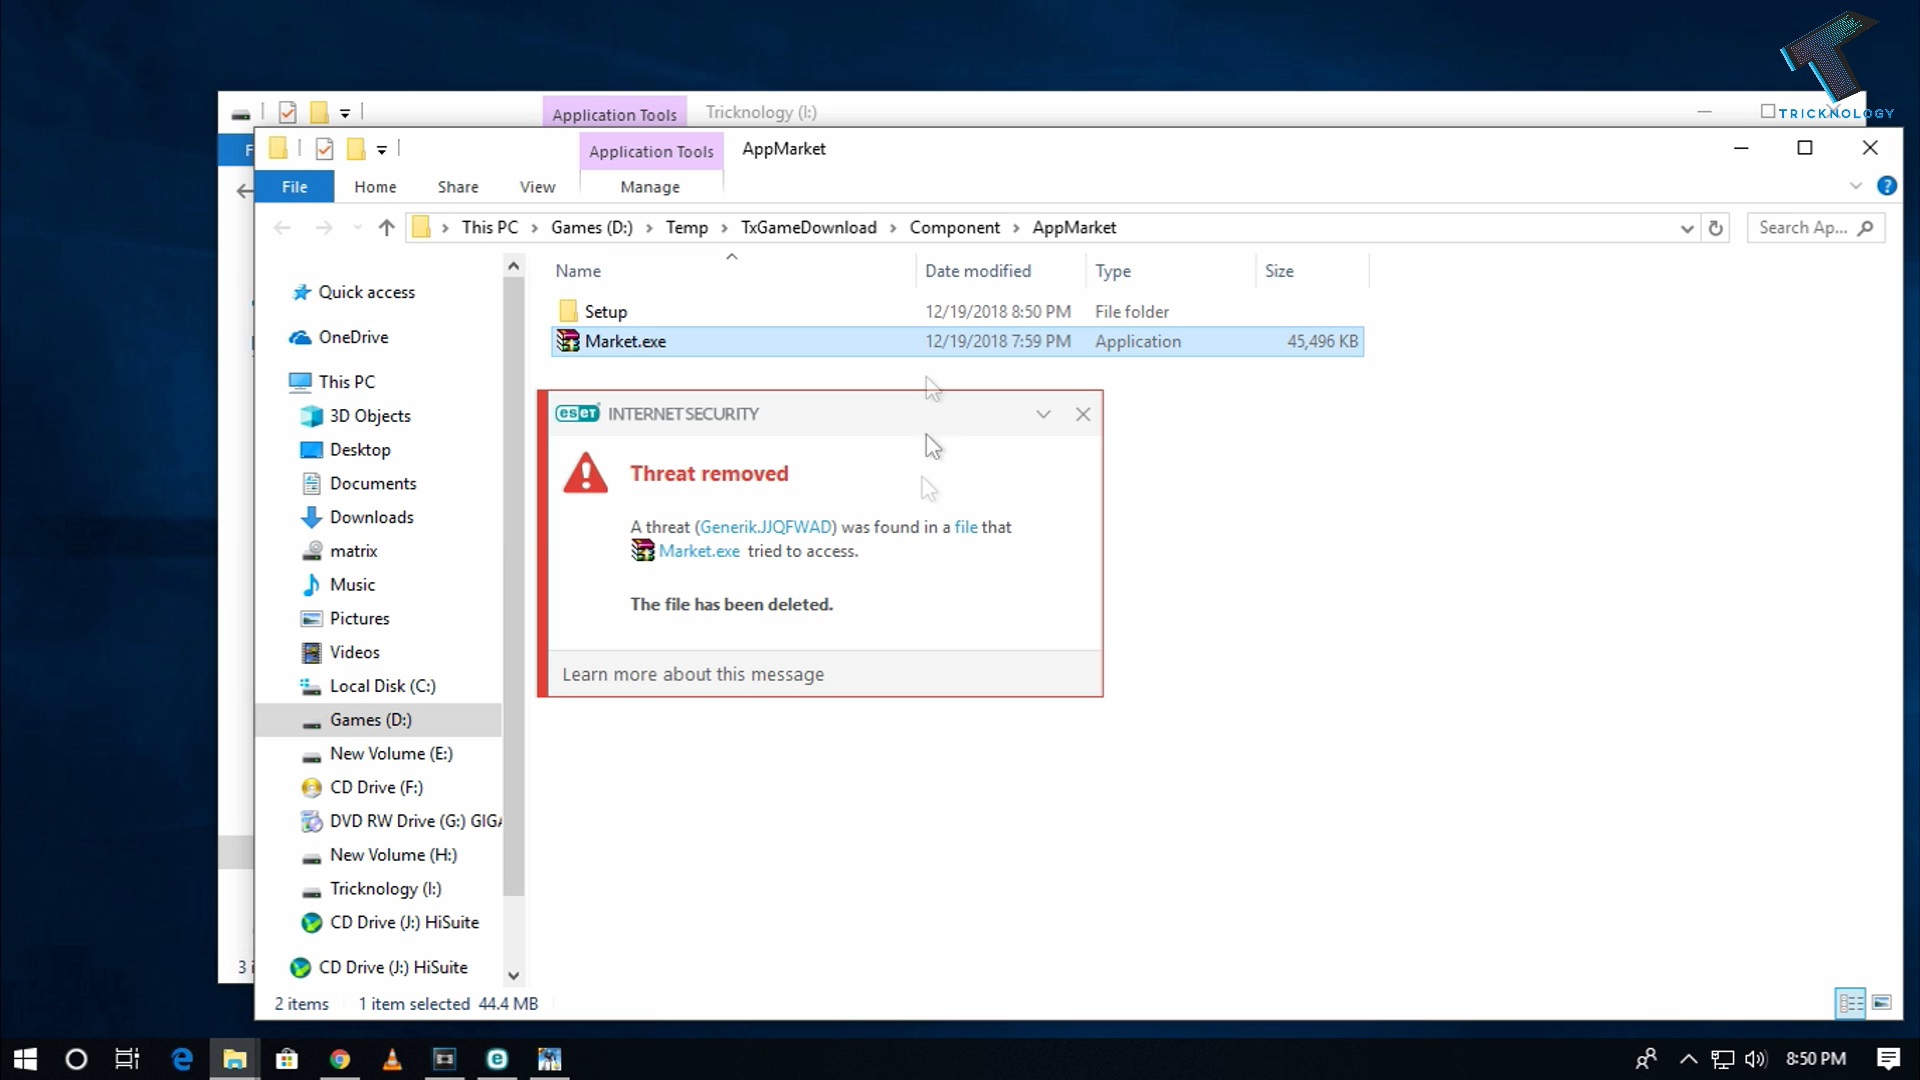 TRICKNOLOGY
Application Tools Tricknology (I:)
Application Tools AppMarket
File Home Share View Manage
This PC Games (D:) Temp TxGameDownload Component AppMarket Search Ap...
Name Date modified Type Size
Setup 12/19/2018 8:50 PM File folder
Market.exe 12/19/2018 7:59 PM Application 45,496 KB
Quick access
OneDrive
This PC
3D Objects
Desktop
Documents
Downloads
matrix
Music
Pictures
Videos
Local Disk (C:)
Games (D:)
New Volume (E:)
CD Drive (F:)
DVD RW Drive (G:) GIGA
New Volume (H:)
Tricknology (I:)
CD Drive (J:) HiSuite
CD Drive (J:) HiSuite
eset INTERNET SECURITY
Threat removed
A threat (Generik.JJQFWAD) was found in a file that
Market.exe tried to access.
The file has been deleted.
Learn more about this message
3 i
2 items 1 item selected 44.4 MB
8:50 PM